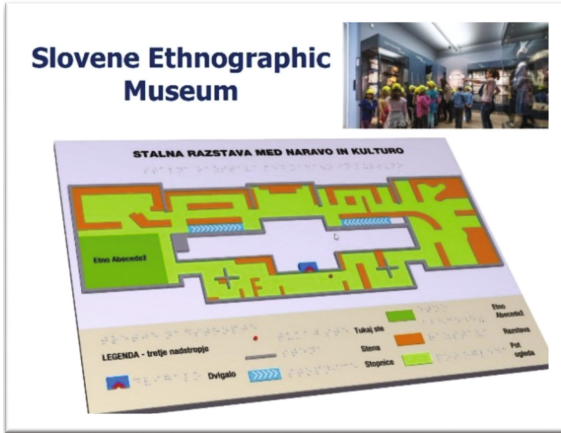 Slovene Ethnographic
Museum
STALNA RAZSTAVA MED NARAVO IN KULTURO
Etno Abecedaž
LEGENDA - tretje nadstropje
Dvigalo
Tukaj ste
Stena
Stopnice
Etno
Abecedaž
Razstava
Pot
ogleda